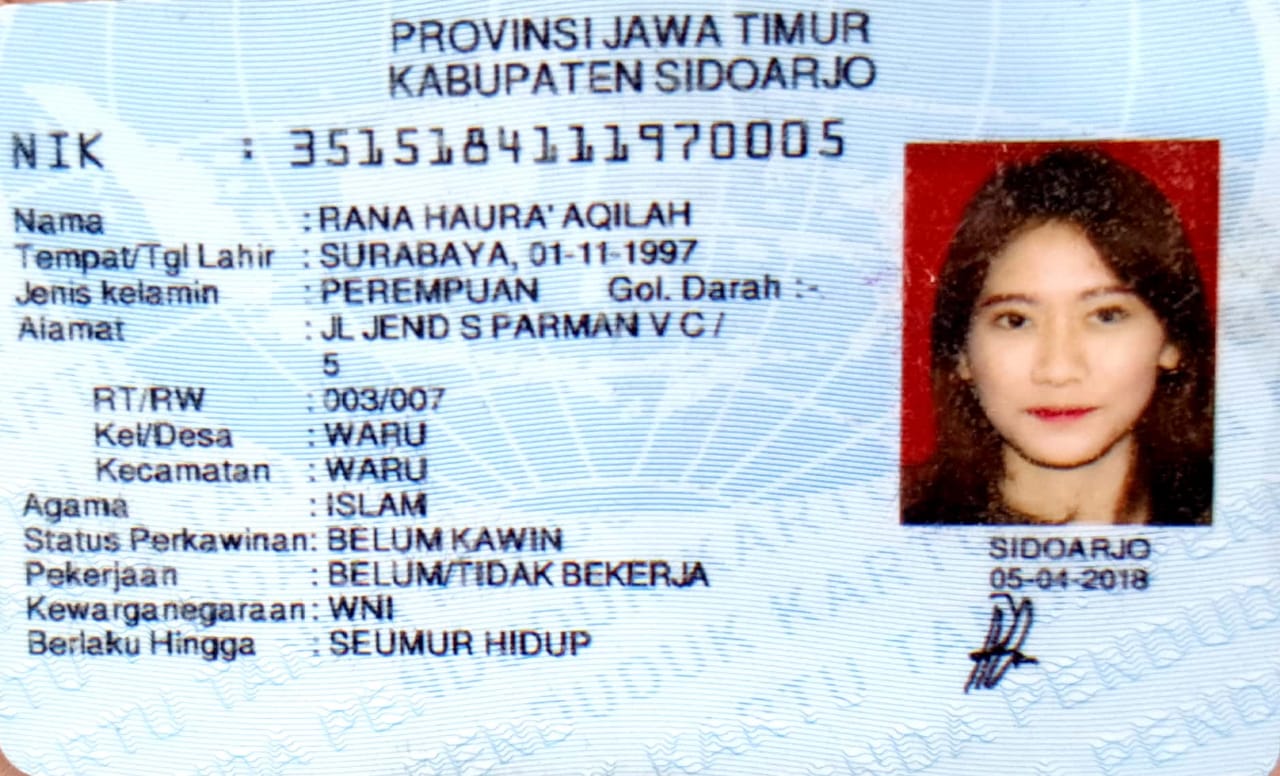 PROVINSI JAWA TIMUR
KABUPATEN SIDOARJO
NIK : 3515184111970005
Nama : RANA HAURA' AQILAH
Tempat/Tgl Lahir : SURABAYA, 01-11-1997
Jenis kelamin : PEREMPUAN Gol. Darah : -
Alamat : JL JEND S PARMAN V C /
5
RT/RW : 003/007
Kel/Desa : WARU
Kecamatan : WARU
Agama : ISLAM
Status Perkawinan: BELUM KAWIN
Pekerjaan : BELUM/TIDAK BEKERJA
Kewarganegaraan: WNI
Berlaku Hingga : SEUMUR HIDUP
SIDOARJO
05-04-2018